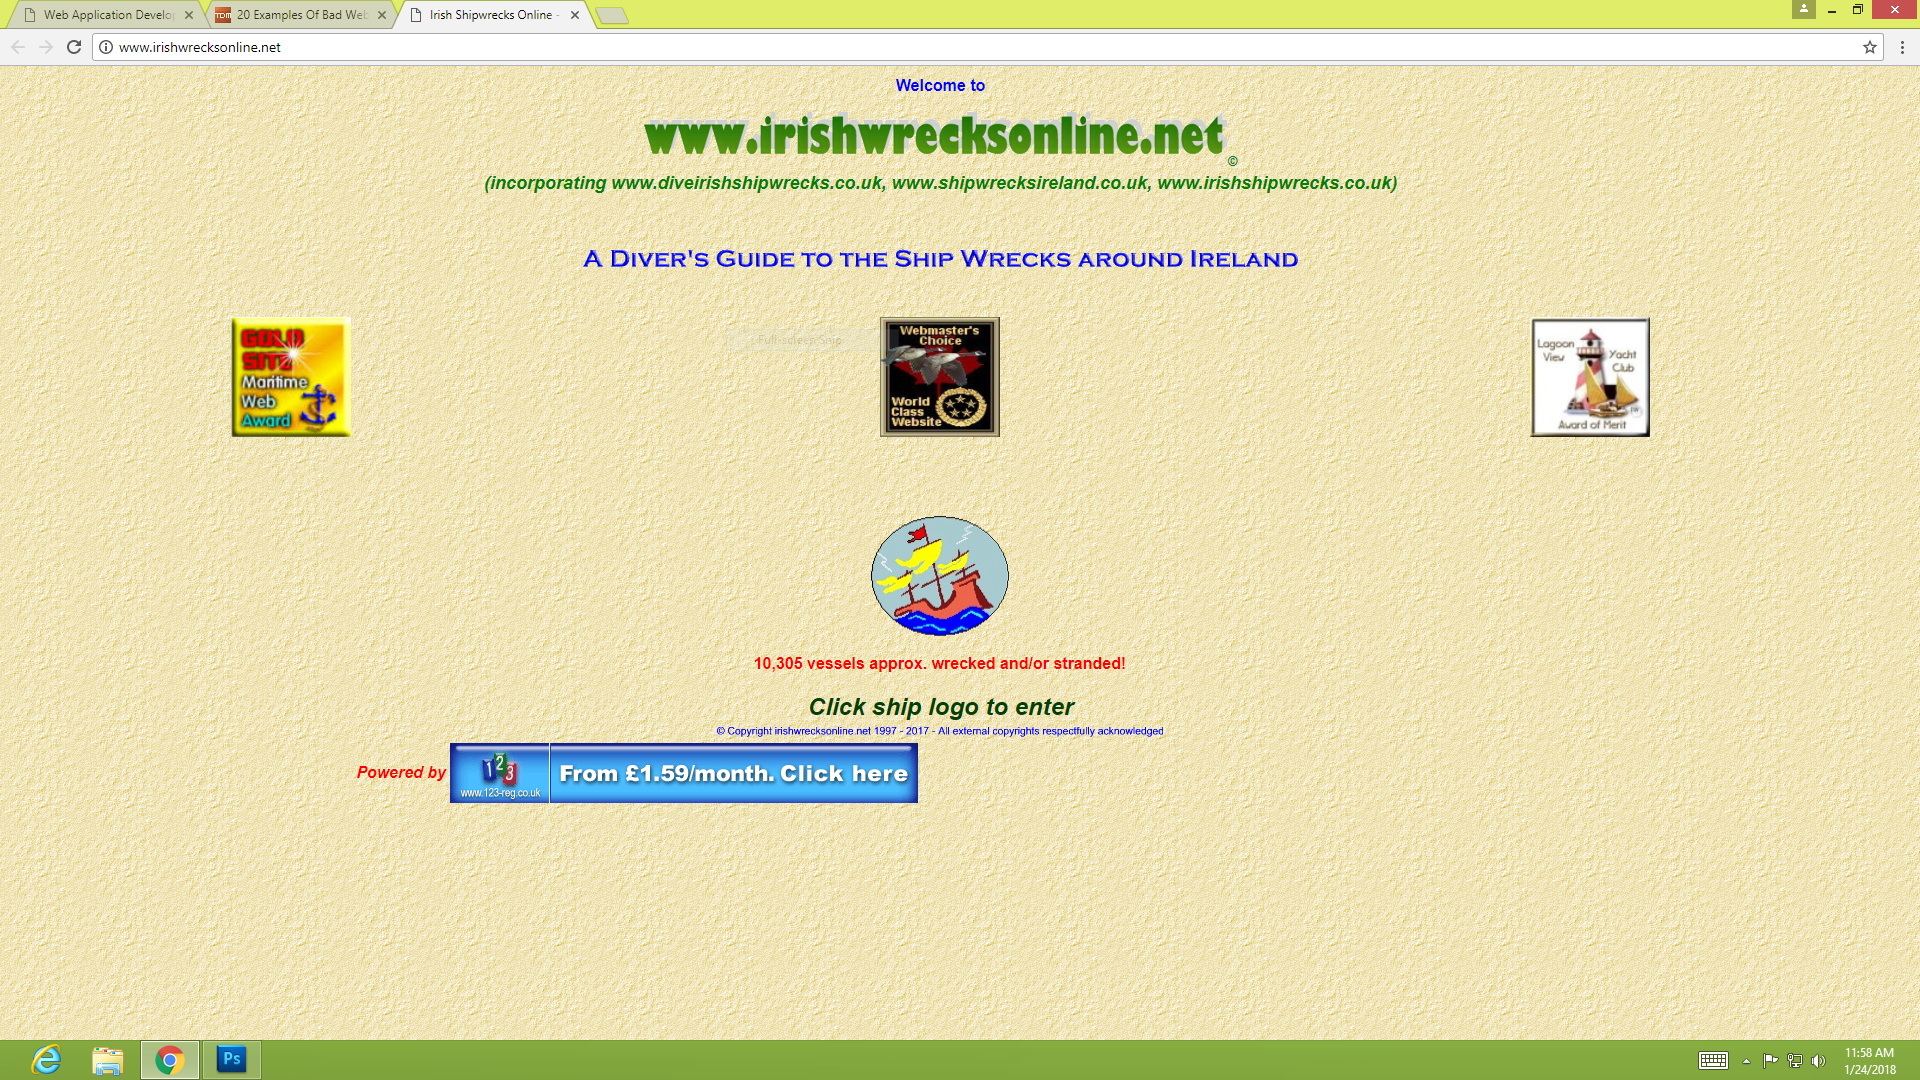 Web Application Develop
TDM 20 Examples Of Bad Web
Irish Shipwrecks Online -
www.irishwrecksonline.net
Welcome to
www.irishwrecksonline.net ©
(incorporating www.diveirishshipwrecks.co.uk, www.shipwrecksireland.co.uk, www.irishshipwrecks.co.uk)
A Diver's Guide to the Ship Wrecks around Ireland
GOLD
SITE
Maritime
Web
Award
Full-screen Snip
Webmaster's
Choice
World
Class
Website
Lagoon
View
Yacht
Club
Award of Merit
10,305 vessels approx. wrecked and/or stranded!
Click ship logo to enter
© Copyright irishwrecksonline.net 1997 - 2017 - All external copyrights respectfully acknowledged
Powered by
123
www.123-reg.co.uk
From £1.59/month. Click here
Ps
11:58 AM
1/24/2018